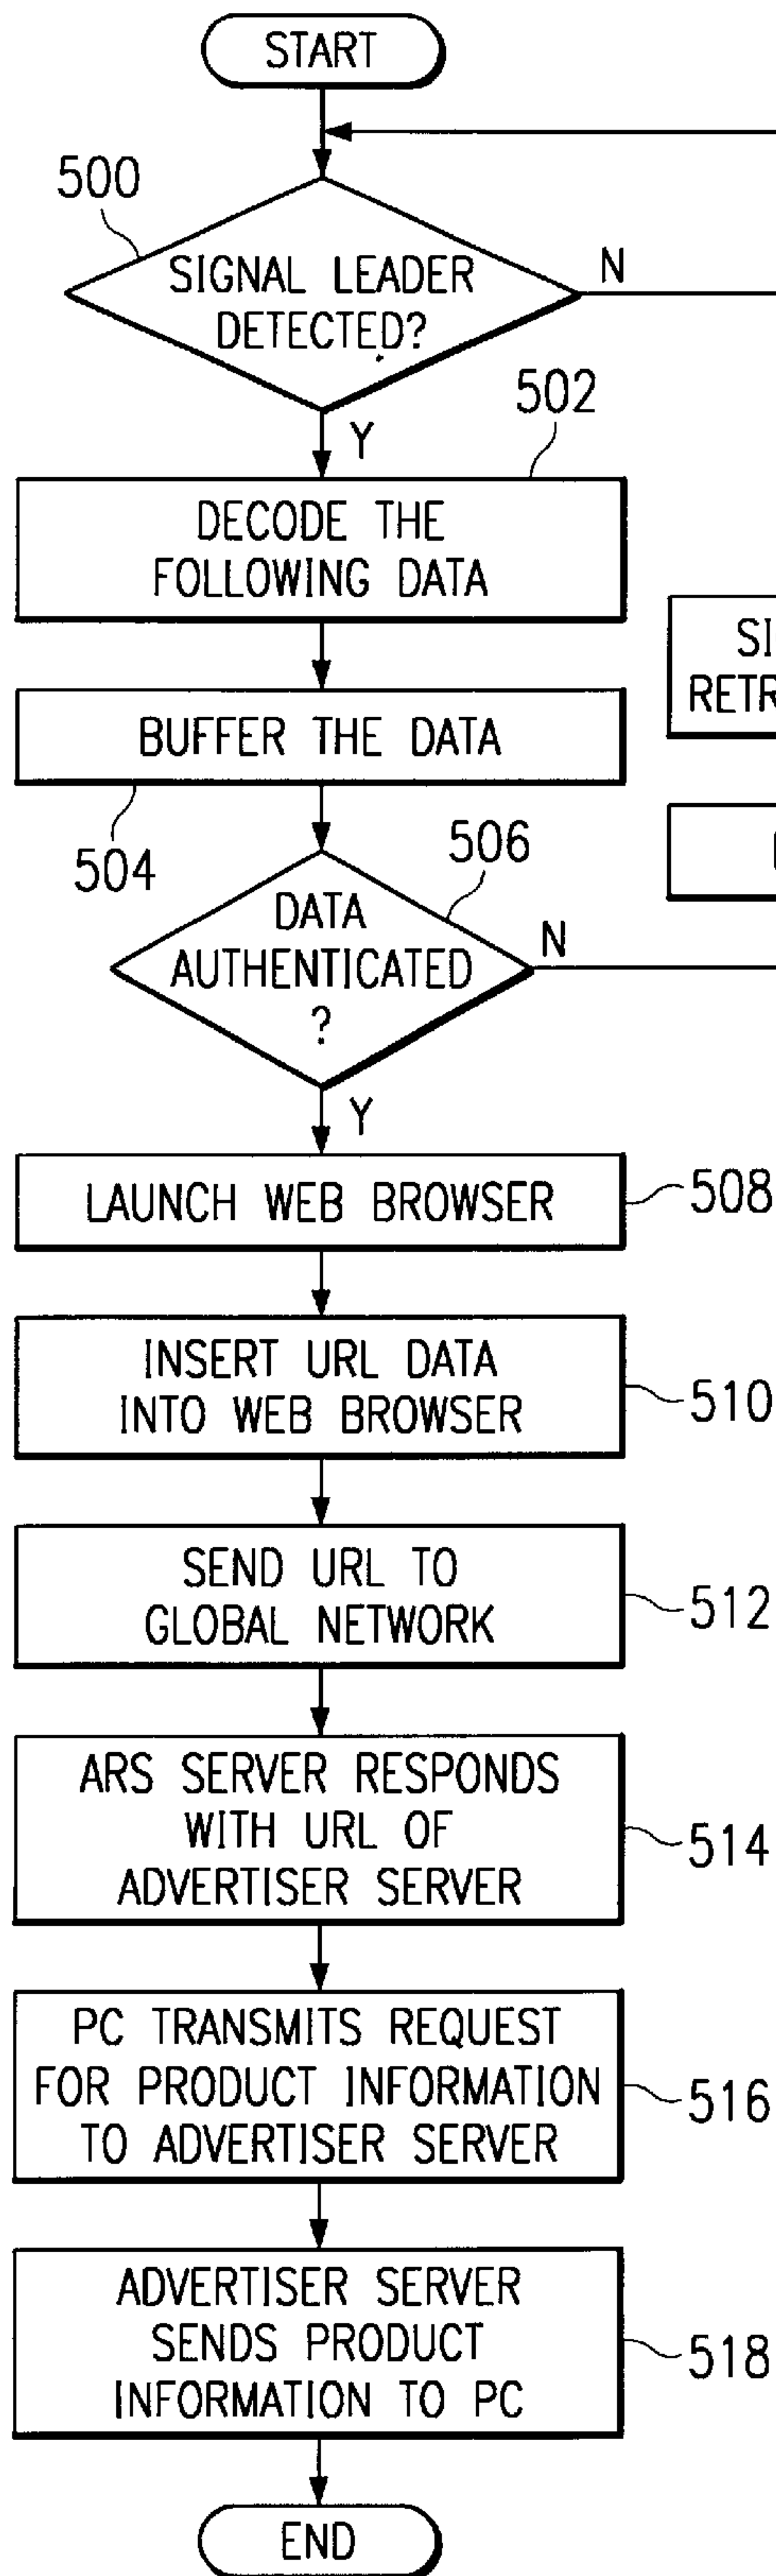 START
500
SIGNAL LEADER
DETECTED?
N
Y
502
DECODE THE
FOLLOWING DATA
BUFFER THE DATA
504
506
DATA
AUTHENTICATED
?
N
Y
LAUNCH WEB BROWSER
508
INSERT URL DATA
INTO WEB BROWSER
510
SEND URL TO
GLOBAL NETWORK
512
ARS SERVER RESPONDS
WITH URL OF
ADVERTISER SERVER
514
PC TRANSMITS REQUEST
FOR PRODUCT INFORMATION
TO ADVERTISER SERVER
516
ADVERTISER SERVER
SENDS PRODUCT
INFORMATION TO PC
518
END